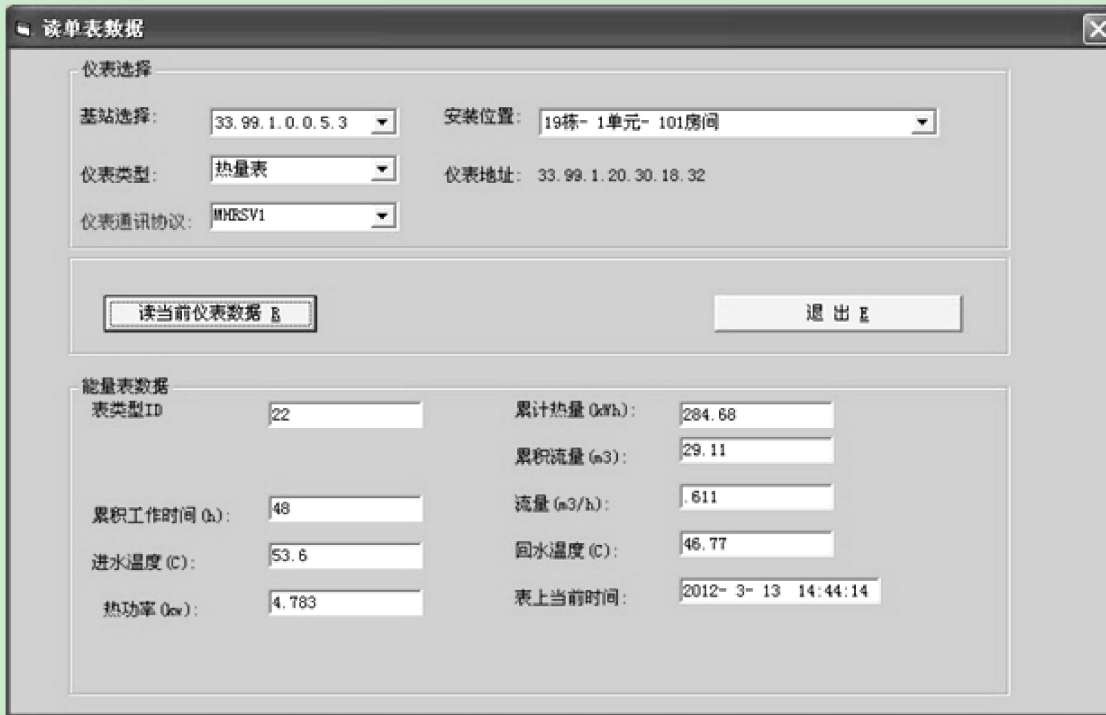 读单表数据
仪表选择
基站选择: 33.99.1.0.0.5.3 安装位置: 19栋- 1单元- 101房间
仪表类型: 热量表 仪表地址: 33.99.1.20.30.18.32
仪表通讯协议: MHRSV1
读当前仪表数据 R 退 出 E
能量表数据
表类型ID 22 累计热量(kWh): 284.68
累积流量(m3): 29.11
累积工作时间(h): 48 流量(m3/h): .611
进水温度(C): 53.6 回水温度(C): 46.77
热功率(kw): 4.783 表上当前时间: 2012- 3- 13 14:44:14